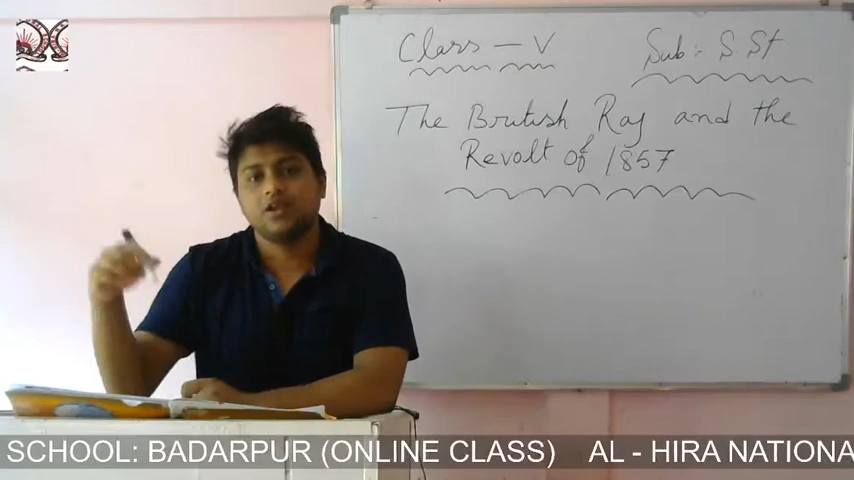 Class - V
Sub: S.St
The British Raj and the
Revolt of 1857
SCHOOL: BADARPUR (ONLINE CLASS) AL - HIRA NATIONA